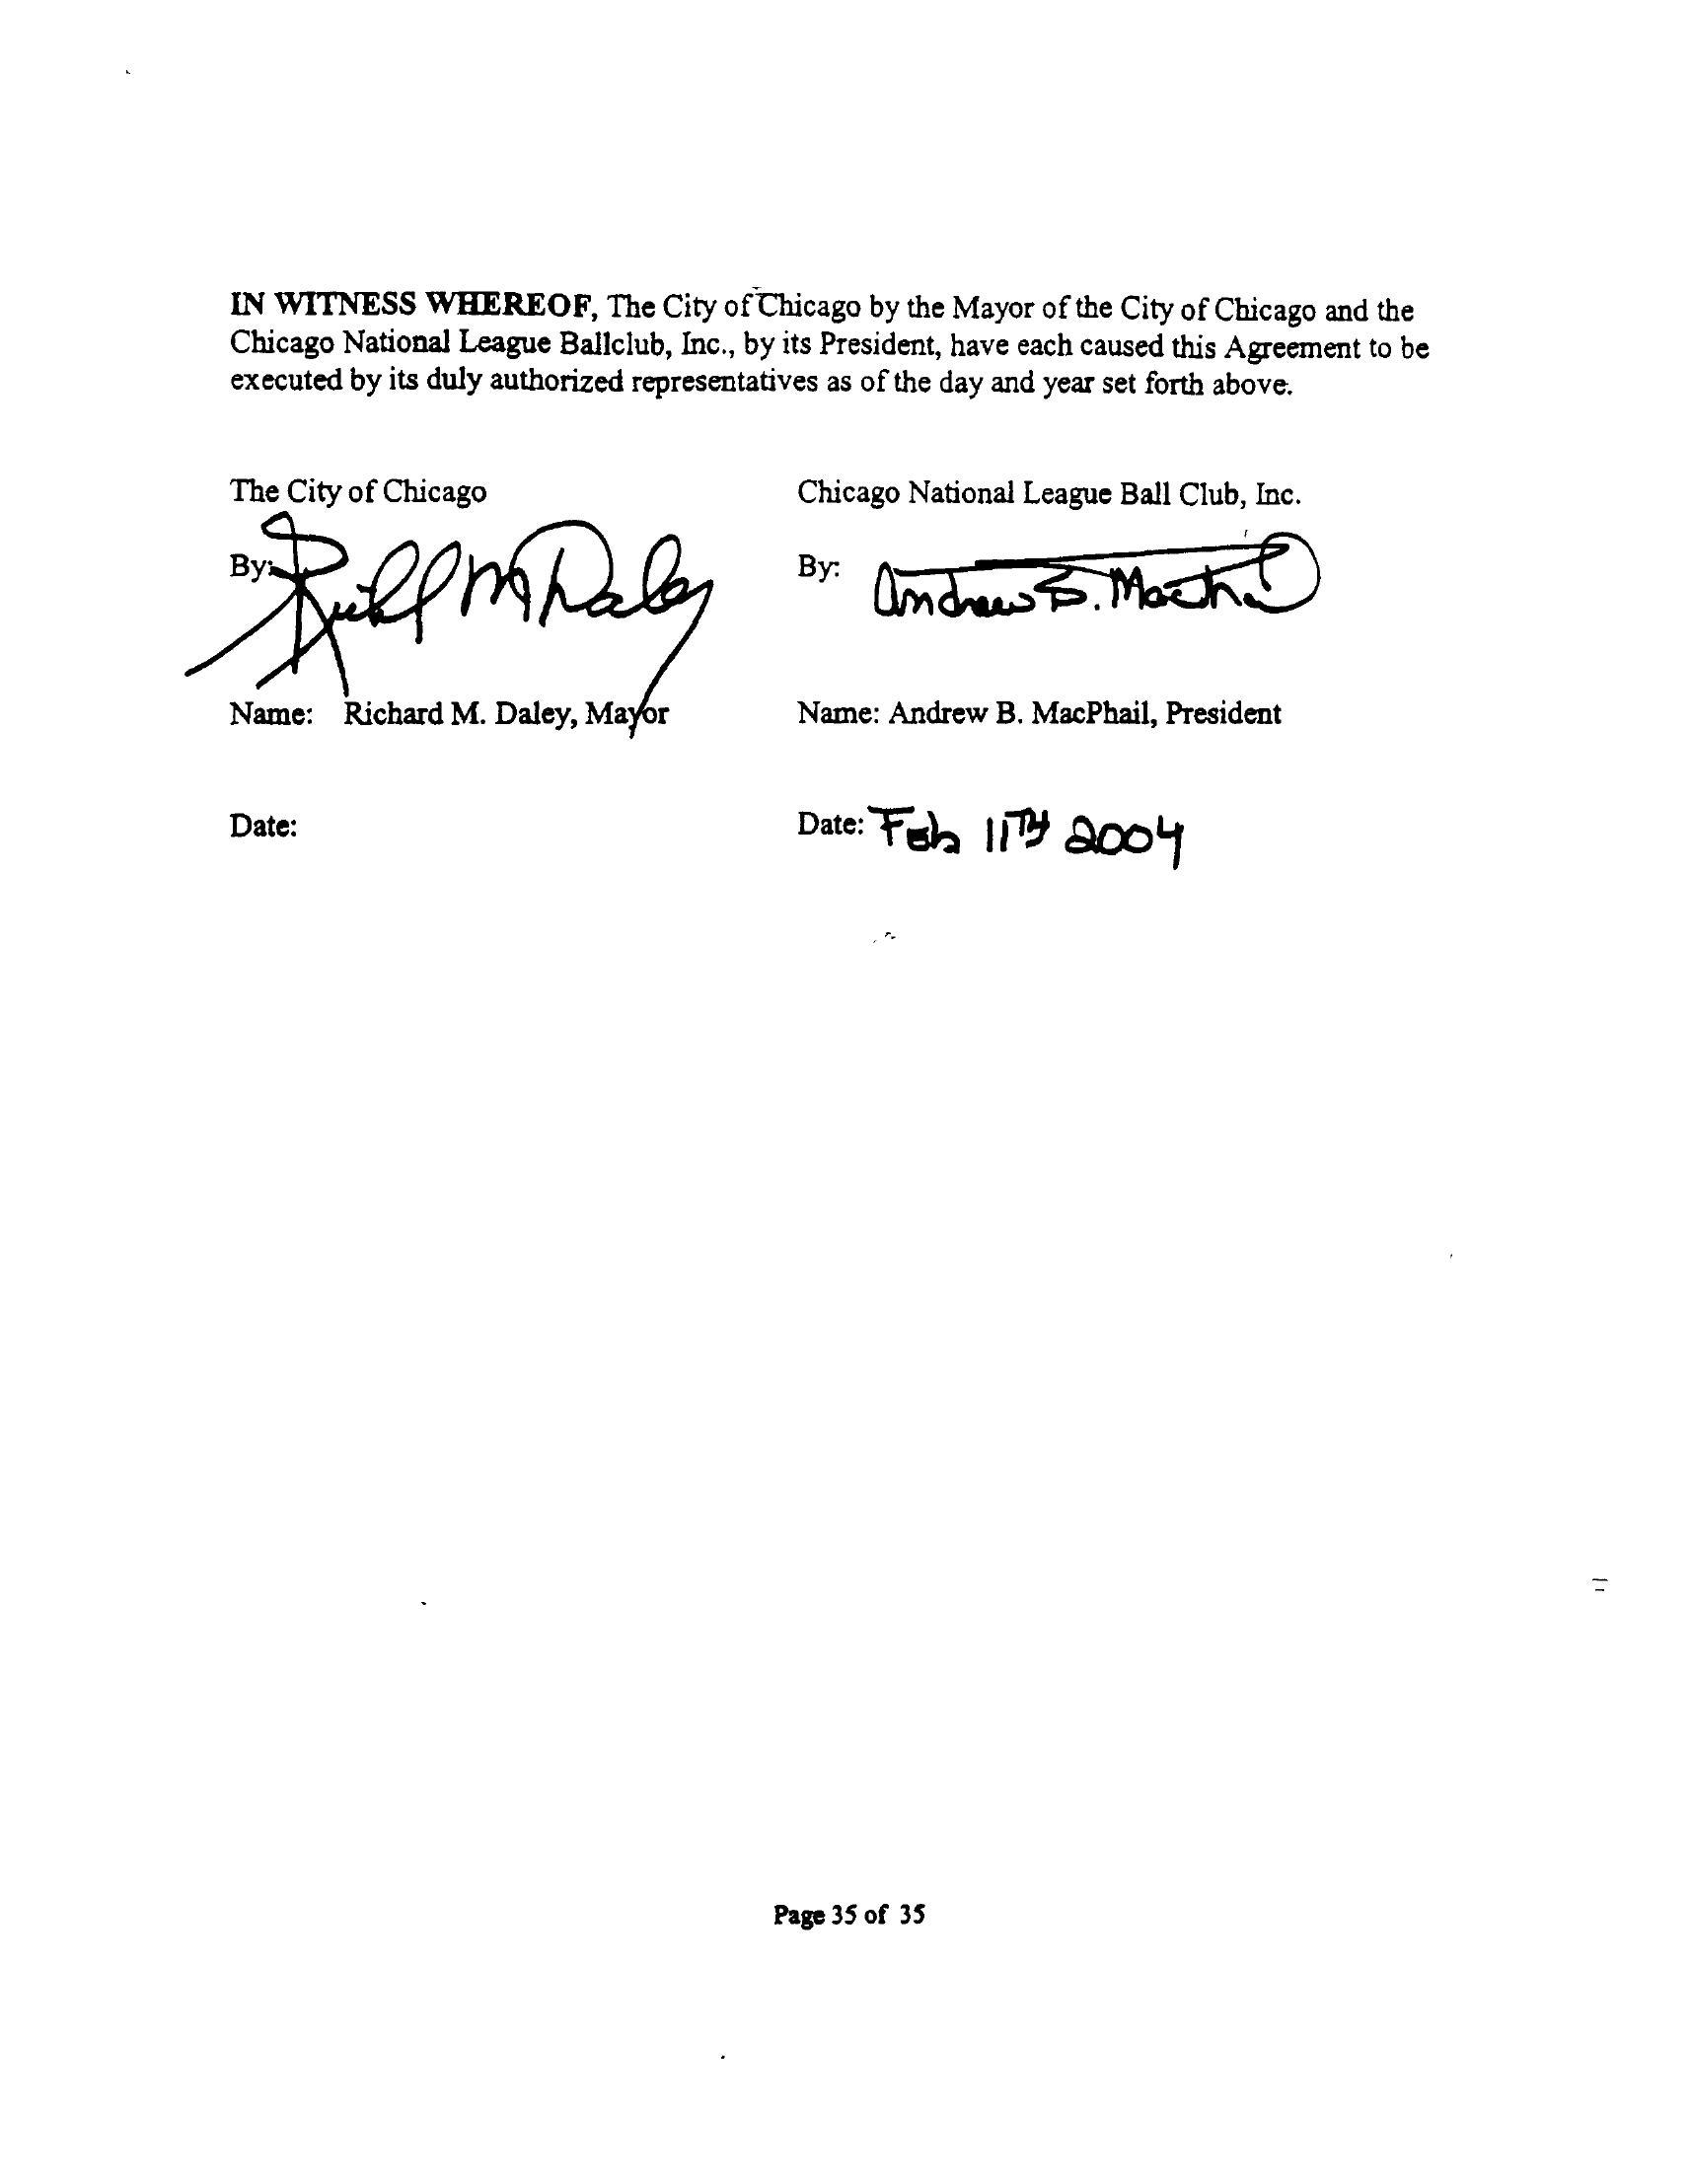 IN WITNESS WHEREOF, The City of Chicago by the Mayor of the City of Chicago and the
Chicago National League Ballclub, Inc., by its President, have each caused this Agreement to be
executed by its duly authorized representatives as of the day and year set forth above.
The City of Chicago
Chicago National League Ball Club, Inc.
By: Richard M Daley
By: Andrew B. MacPhail
Name: Richard M. Daley, Mayor
Name: Andrew B. MacPhail, President
Date:
Date: Feb 11TH 2004
Page 35 of 35